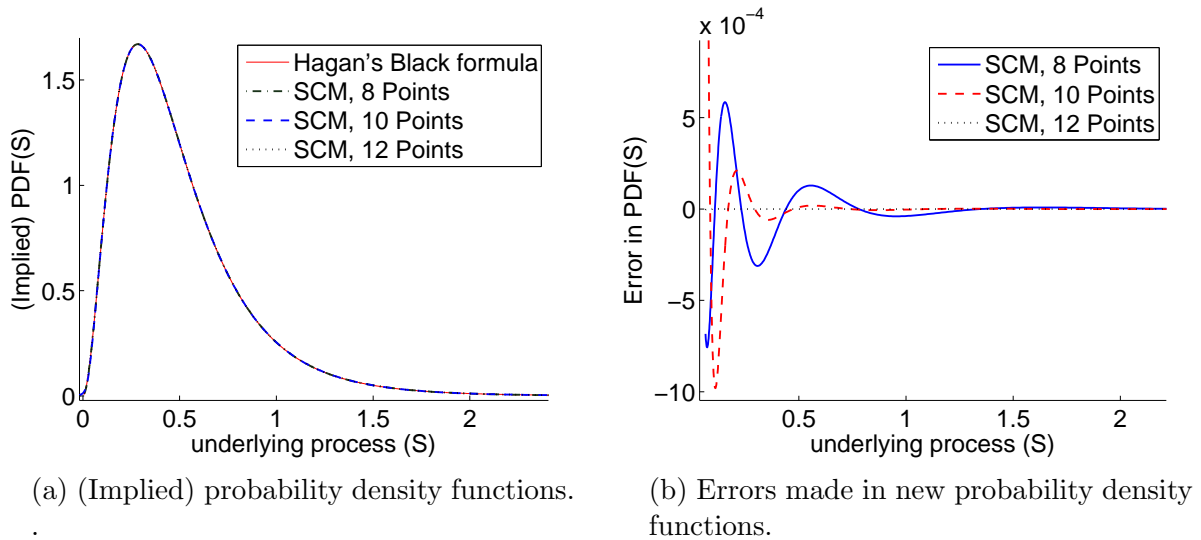 (Implied) PDF(S)
1.5
1
0.5
0
0
0.5
1
1.5
2
underlying process (S)
Hagan's Black formula
SCM, 8 Points
SCM, 10 Points
SCM, 12 Points
(a) (Implied) probability density functions.
.
x 10⁻⁴
Error in PDF(S)
5
0
−5
−10
0.5
1
1.5
2
underlying process (S)
SCM, 8 Points
SCM, 10 Points
SCM, 12 Points
(b) Errors made in new probability density
functions.